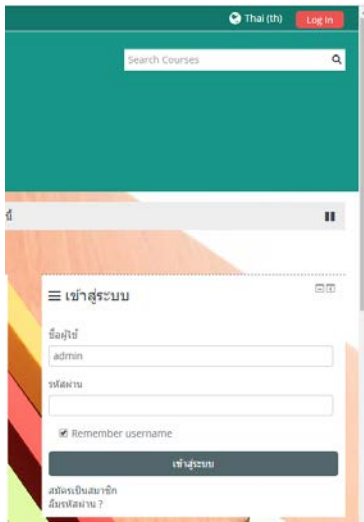 Thai (th) Log In
Search Courses
นี้
เข้าสู่ระบบ
ชื่อผู้ใช้
admin
รหัสผ่าน
Remember username
เข้าสู่ระบบ
สมัครเป็นสมาชิก
ลืมรหัสผ่าน ?